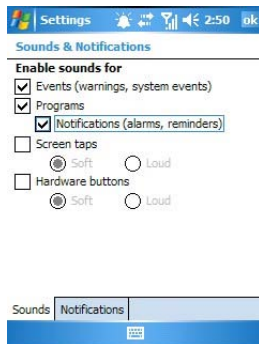 Settings 2:50 ok
Sounds & Notifications
Enable sounds for
Events (warnings, system events)
Programs
Notifications (alarms, reminders)
Screen taps
Soft Loud
Hardware buttons
Soft Loud
Sounds Notifications